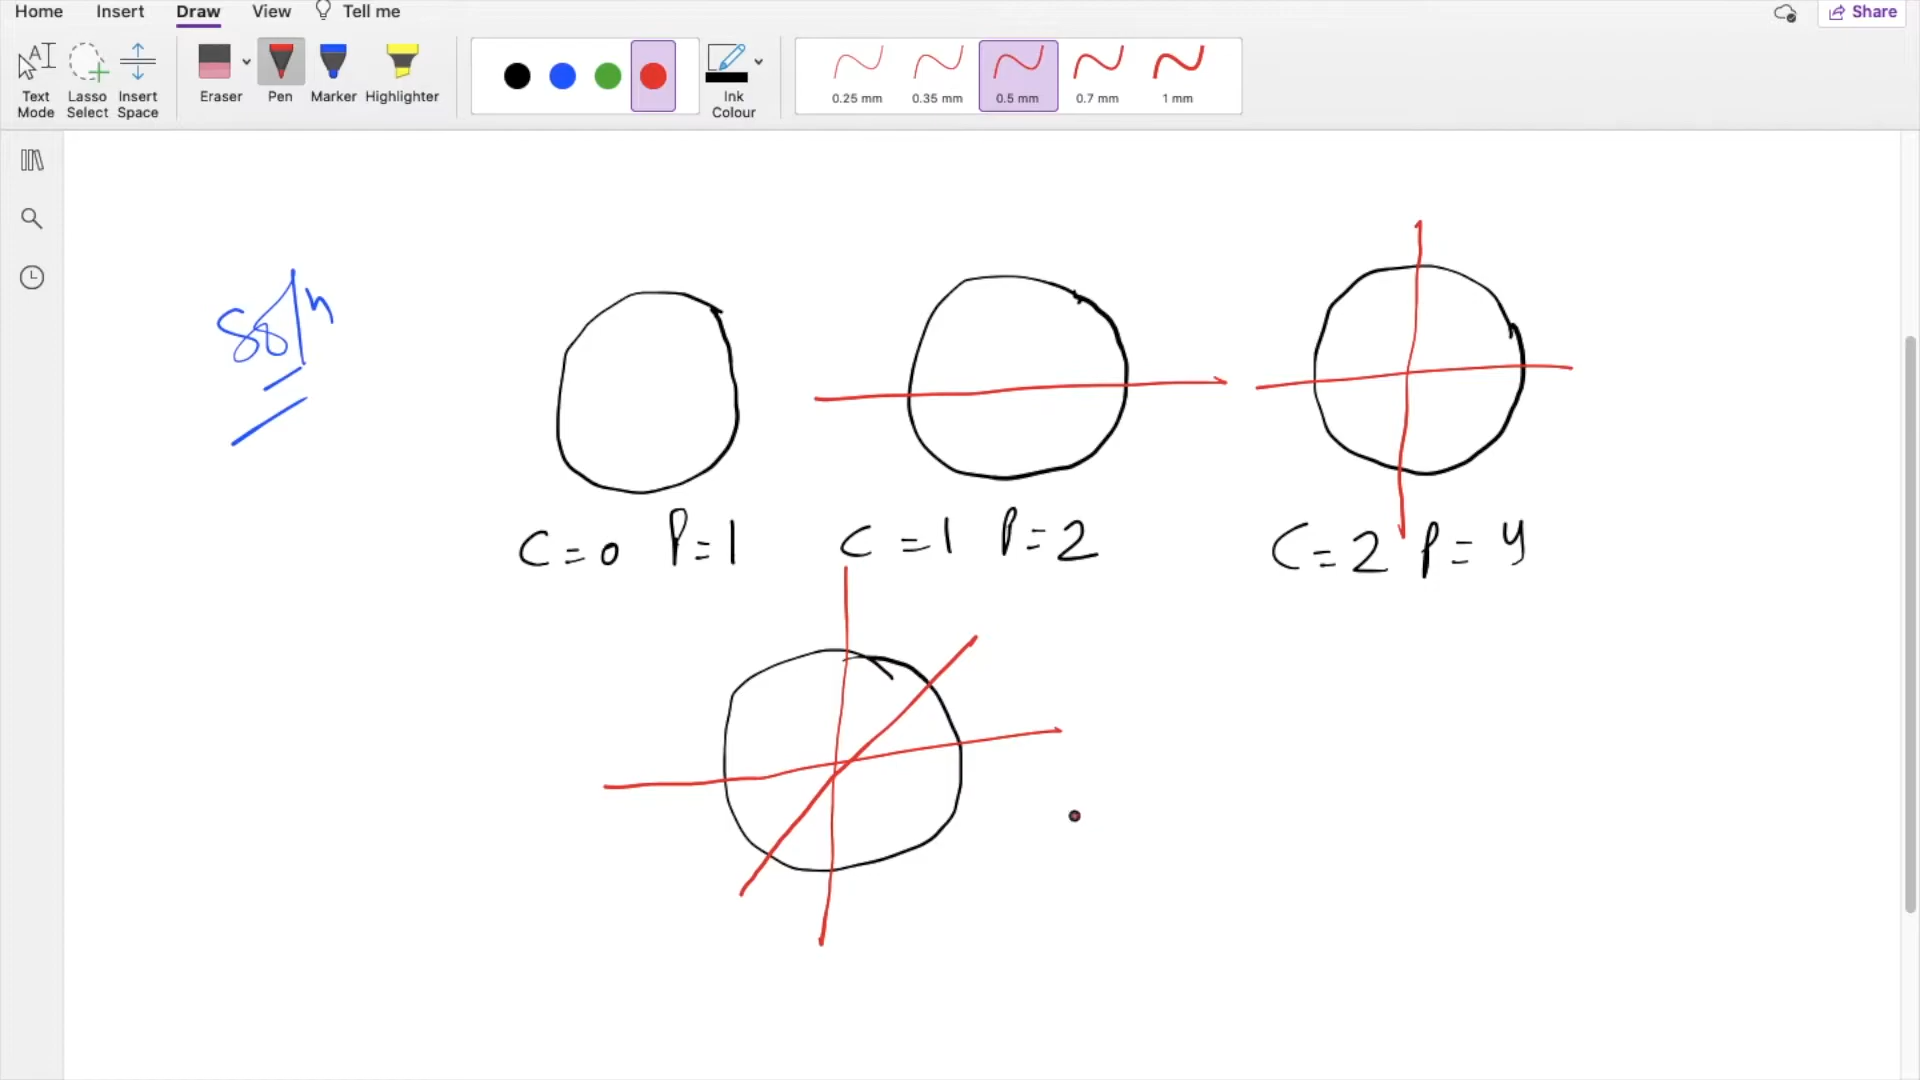 Home Insert Draw View Tell me
Share
Text Mode
Lasso Select
Insert Space
Eraser
Pen
Marker
Highlighter
Ink Colour
0.25 mm
0.35 mm
0.5 mm
0.7 mm
1 mm
Soln
C=0 P=1
C=1 P=2
C=2 P=4